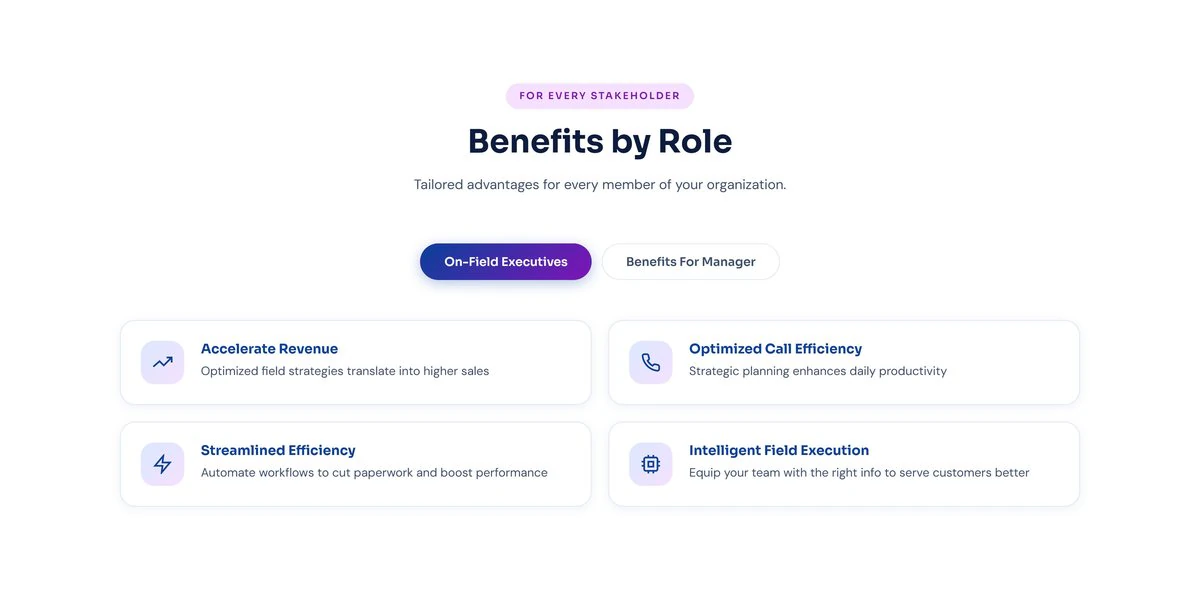 FOR EVERY STAKEHOLDER
Benefits by Role
Tailored advantages for every member of your organization.
On-Field Executives
Benefits For Manager
Accelerate Revenue
Optimized field strategies translate into higher sales
Optimized Call Efficiency
Strategic planning enhances daily productivity
Streamlined Efficiency
Automate workflows to cut paperwork and boost performance
Intelligent Field Execution
Equip your team with the right info to serve customers better